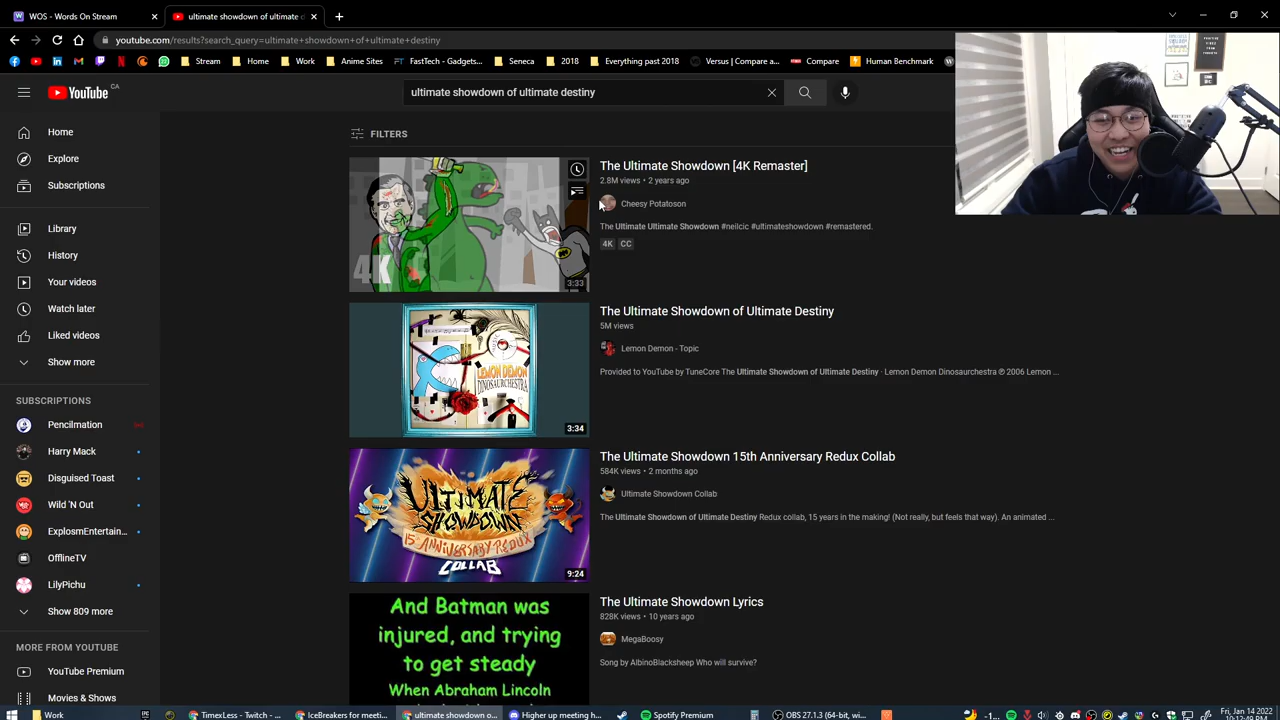 WOS - Words On Stream
ultimate showdown of ultimate d
youtube.com/results?search_query=ultimate+showdown+of+ultimate+destiny
Stream
Home
Work
Anime Sites
FastTech - Gadgets
Seneca
Everything past 2018
Versus
Compare
Human Benchmark
YouTube CA
ultimate showdown of ultimate destiny
Home
Explore
Subscriptions
Library
History
Your videos
Watch later
Liked videos
Show more
SUBSCRIPTIONS
Pencilmation
Harry Mack
Disguised Toast
Wild 'N Out
ExplosmEntertain...
OfflineTV
LilyPichu
Show 809 more
MORE FROM YOUTUBE
YouTube Premium
Movies & Shows
FILTERS
4K
3:33
The Ultimate Showdown [4K Remaster]
2.8M views • 2 years ago
Cheesy Potatoson
The Ultimate Ultimate Showdown #neilcic #ultimateshowdown #remastered.
4K CC
LEMON DEMON
DINOSAURCHESTRA
3:34
The Ultimate Showdown of Ultimate Destiny
5M views
Lemon Demon - Topic
Provided to YouTube by TuneCore The Ultimate Showdown of Ultimate Destiny · Lemon Demon Dinosaurchestra ℗ 2006 Lemon ...
ULTIMATE
SHOWDOWN
15TH ANNIVERSARY REDUX
COLLAB
9:24
The Ultimate Showdown 15th Anniversary Redux Collab
584K views • 2 months ago
Ultimate Showdown Collab
The Ultimate Showdown of Ultimate Destiny Redux collab, 15 years in the making! (Not really, but feels that way). An animated ...
And Batman was
injured, and trying
to get steady
When Abraham Lincoln
The Ultimate Showdown Lyrics
828K views • 10 years ago
MegaBoosy
Song by AlbinoBlacksheep Who will survive?
Work
TimexLess - Twitch -
IceBreakers for meeti...
ultimate showdown o...
Higher up meeting h...
Spotify Premium
OBS 27.1.3 (64-bit, wi...
Fri, Jan 14 2022
10:12:49 PM